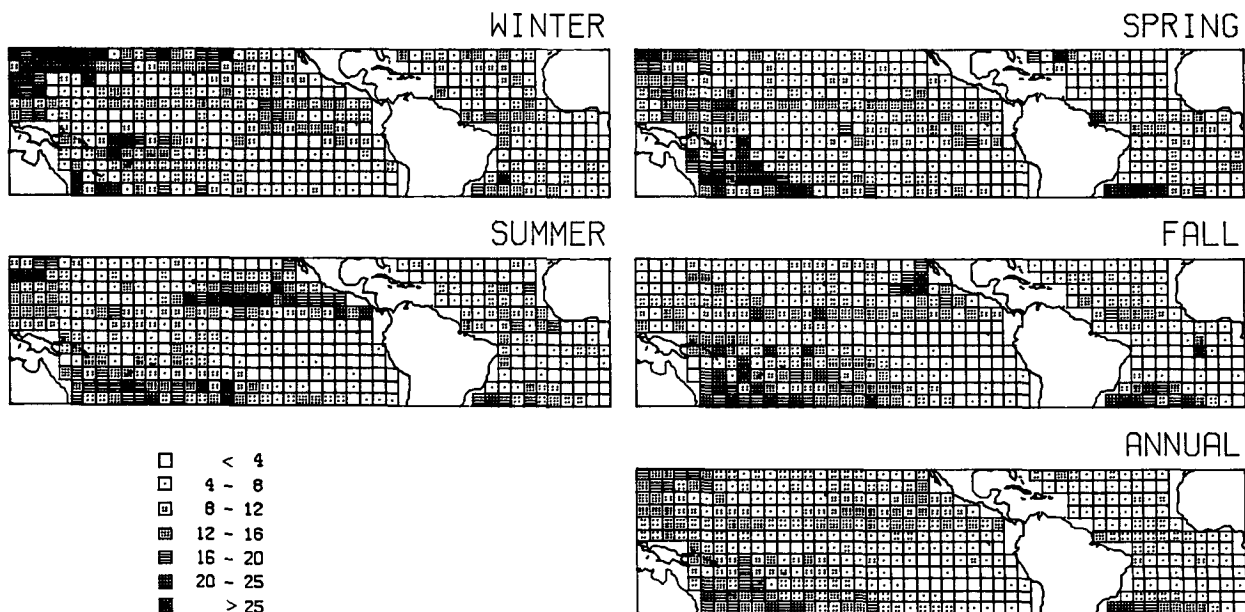 WINTER
SPRING
SUMMER
FALL
ANNUAL
< 4
4 - 8
8 - 12
12 - 16
16 - 20
20 - 25
> 25